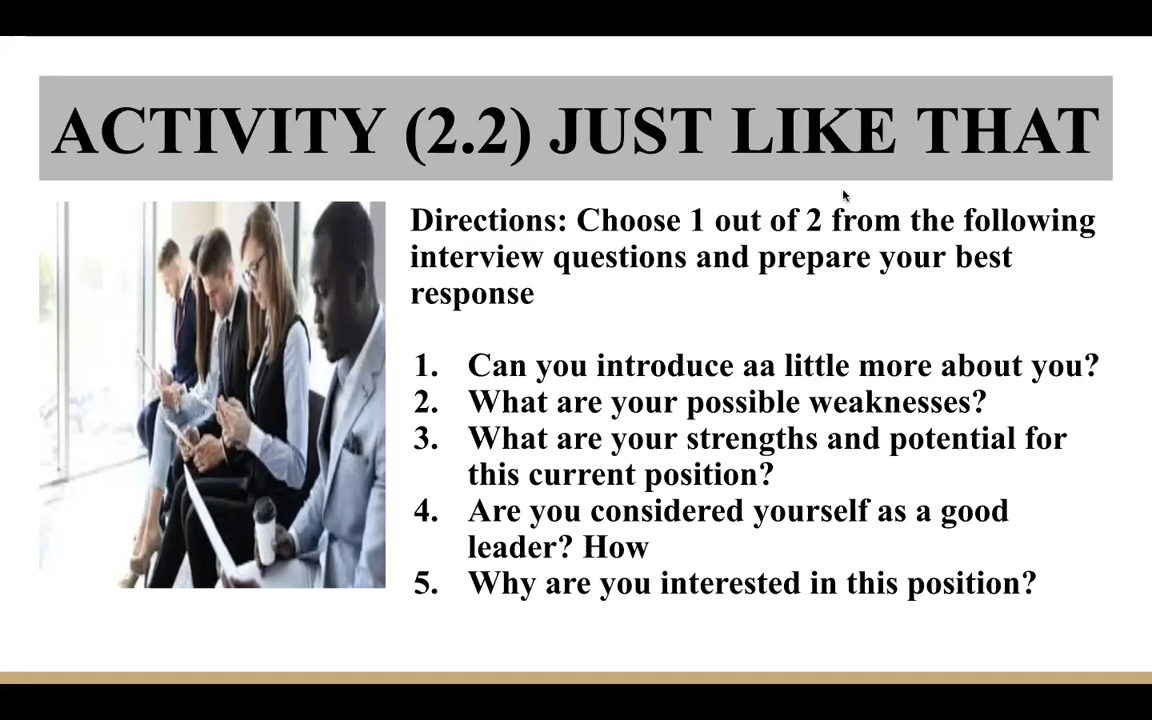 ACTIVITY (2.2) JUST LIKE THAT
Directions: Choose 1 out of 2 from the following
interview questions and prepare your best
response
1. Can you introduce aa little more about you?
2. What are your possible weaknesses?
3. What are your strengths and potential for
this current position?
4. Are you considered yourself as a good
leader? How
5. Why are you interested in this position?